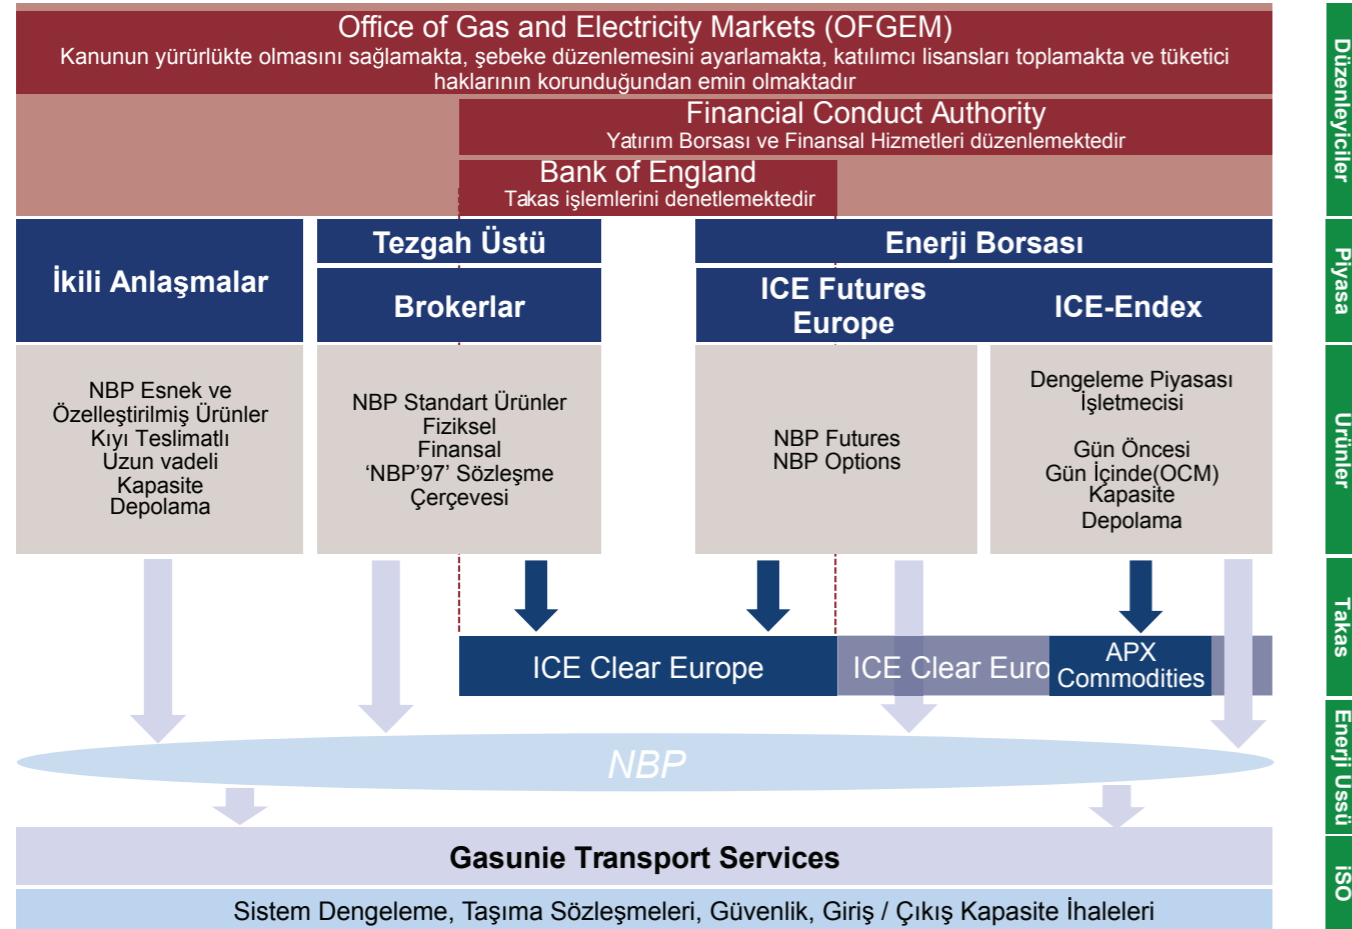 Office of Gas and Electricity Markets (OFGEM)
Kanunun yürürlükte olmasını sağlamakta, şebeke düzenlemesini ayarlamakta, katılımcı lisansları toplamakta ve tüketici
haklarının korunduğundan emin olmaktadır
Financial Conduct Authority
Yatırım Borsası ve Finansal Hizmetleri düzenlemektedir
Bank of England
Takas işlemlerini denetlemektedir
Düzenleyiciler
İkili Anlaşmalar
Tezgah Üstü
Brokerlar
Enerji Borsası
ICE Futures
Europe
ICE-Endex
Piyasa
NBP Esnek ve
Özelleştirilmiş Ürünler
Kıyı Teslimatlı
Uzun vadeli
Kapasite
Depolama
NBP Standart Ürünler
Fiziksel
Finansal
‘NBP’97’ Sözleşme
Çerçevesi
NBP Futures
NBP Options
Dengeleme Piyasası
İşletmecisi
Gün Öncesi
Gün İçinde(OCM)
Kapasite
Depolama
Ürünler
ICE Clear Europe
ICE Clear Euro
APX
Commodities
Takas
NBP
Enerji Üssü
Gasunie Transport Services
Sistem Dengeleme, Taşıma Sözleşmeleri, Güvenlik, Giriş / Çıkış Kapasite İhaleleri
İSO